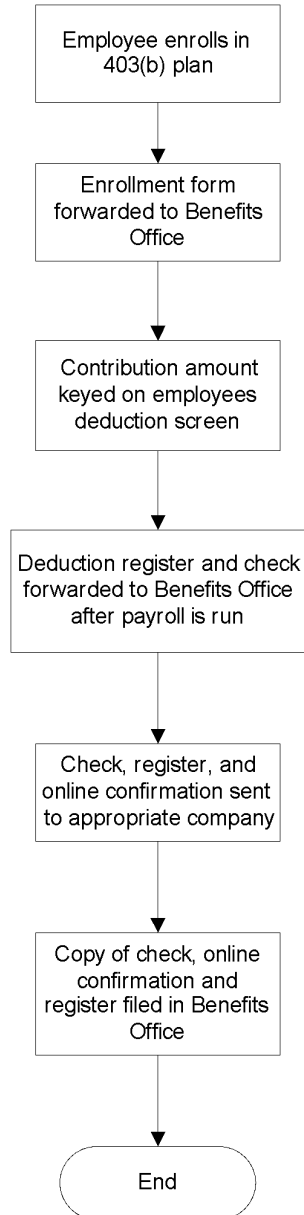 Employee enrolls in
403(b) plan
Enrollment form
forwarded to Benefits
Office
Contribution amount
keyed on employees
deduction screen
Deduction register and check
forwarded to Benefits Office
after payroll is run
Check, register, and
online confirmation sent
to appropriate company
Copy of check, online
confirmation and
register filed in Benefits
Office
End